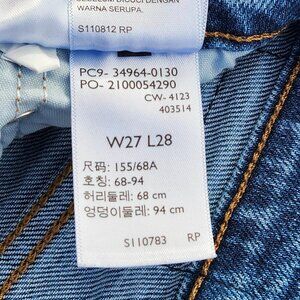 WARNA SERUPA.
S110812 RP
PC9- 34964-0130
PO- 2100054290
CW- 4123
403514
W27 L28
尺码: 155/68A
호칭: 68-94
허리둘레: 68 cm
엉덩이둘레: 94 cm
S110783 RP